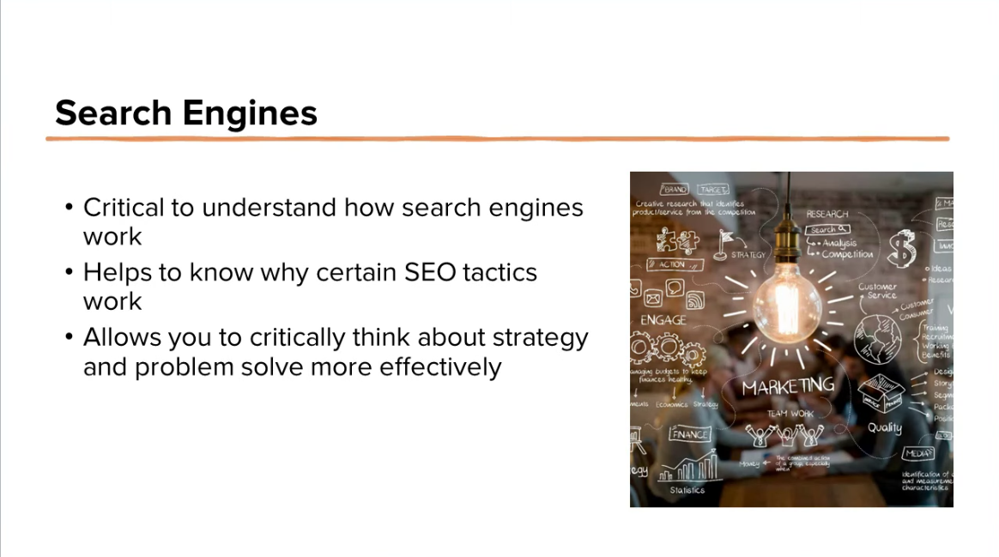 Search Engines
• Critical to understand how search engines
work
• Helps to know why certain SEO tactics
work
• Allows you to critically think about strategy
and problem solve more effectively
BRAND TARGET
Creative research that identifies
product/service from the competition
STRATEGY
ACTION
ENGAGE
managing budgets to keep
finances healthy
Economics Strategy
FINANCE
Statistics
RESEARCH
Search
Analysis
Competition
MARKETING
TEAM WORK
Money
The combined action
of a group, especially
when
$
Ideas
Customer
Service
Customer
Consumer
Training
Working
Benefits
Quality
MEDIA
Identification of
and measureme
characteristics